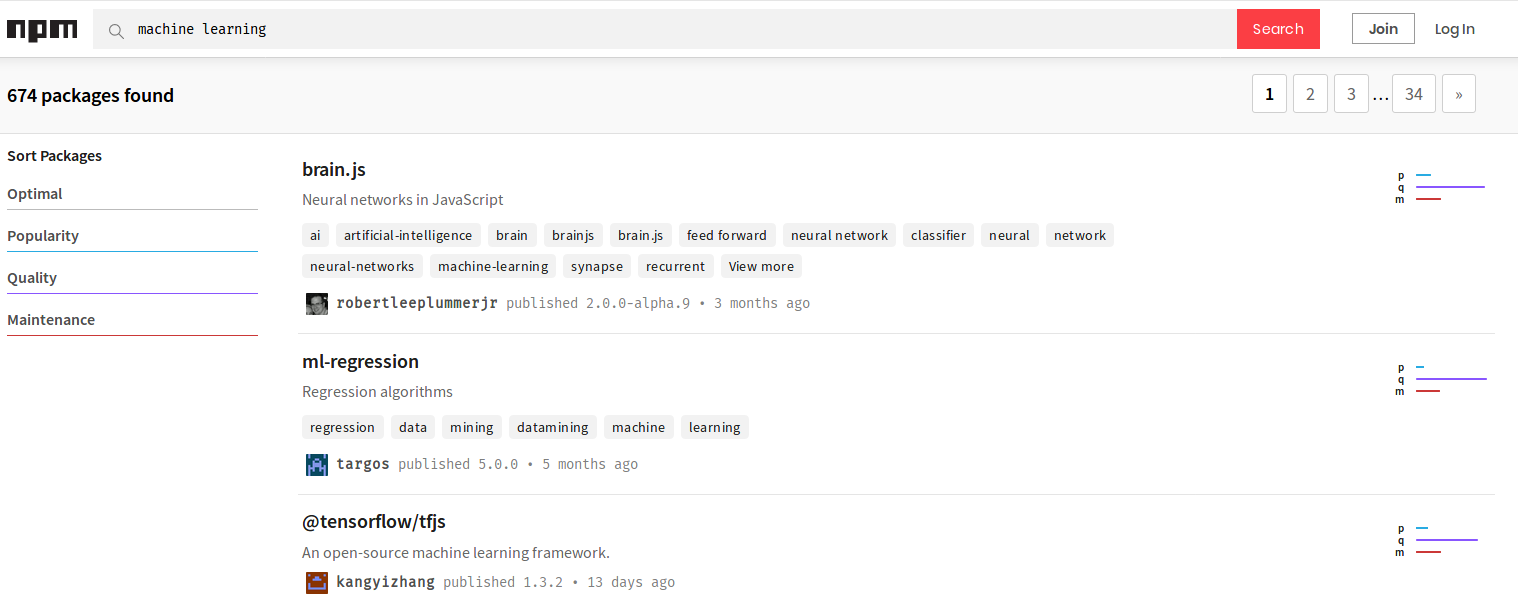 npm machine learning Search Join Log In
674 packages found 1 2 3 ... 34 »
Sort Packages
Optimal
Popularity
Quality
Maintenance
brain.js
Neural networks in JavaScript
ai artificial-intelligence brain brainjs brain.js feed forward neural network classifier neural network
neural-networks machine-learning synapse recurrent View more
robertleeplummerjr published 2.0.0-alpha.9 • 3 months ago
p
q
m
ml-regression
Regression algorithms
regression data mining datamining machine learning
targos published 5.0.0 • 5 months ago
p
q
m
@tensorflow/tfjs
An open-source machine learning framework.
kangyizhang published 1.3.2 • 13 days ago
p
q
m